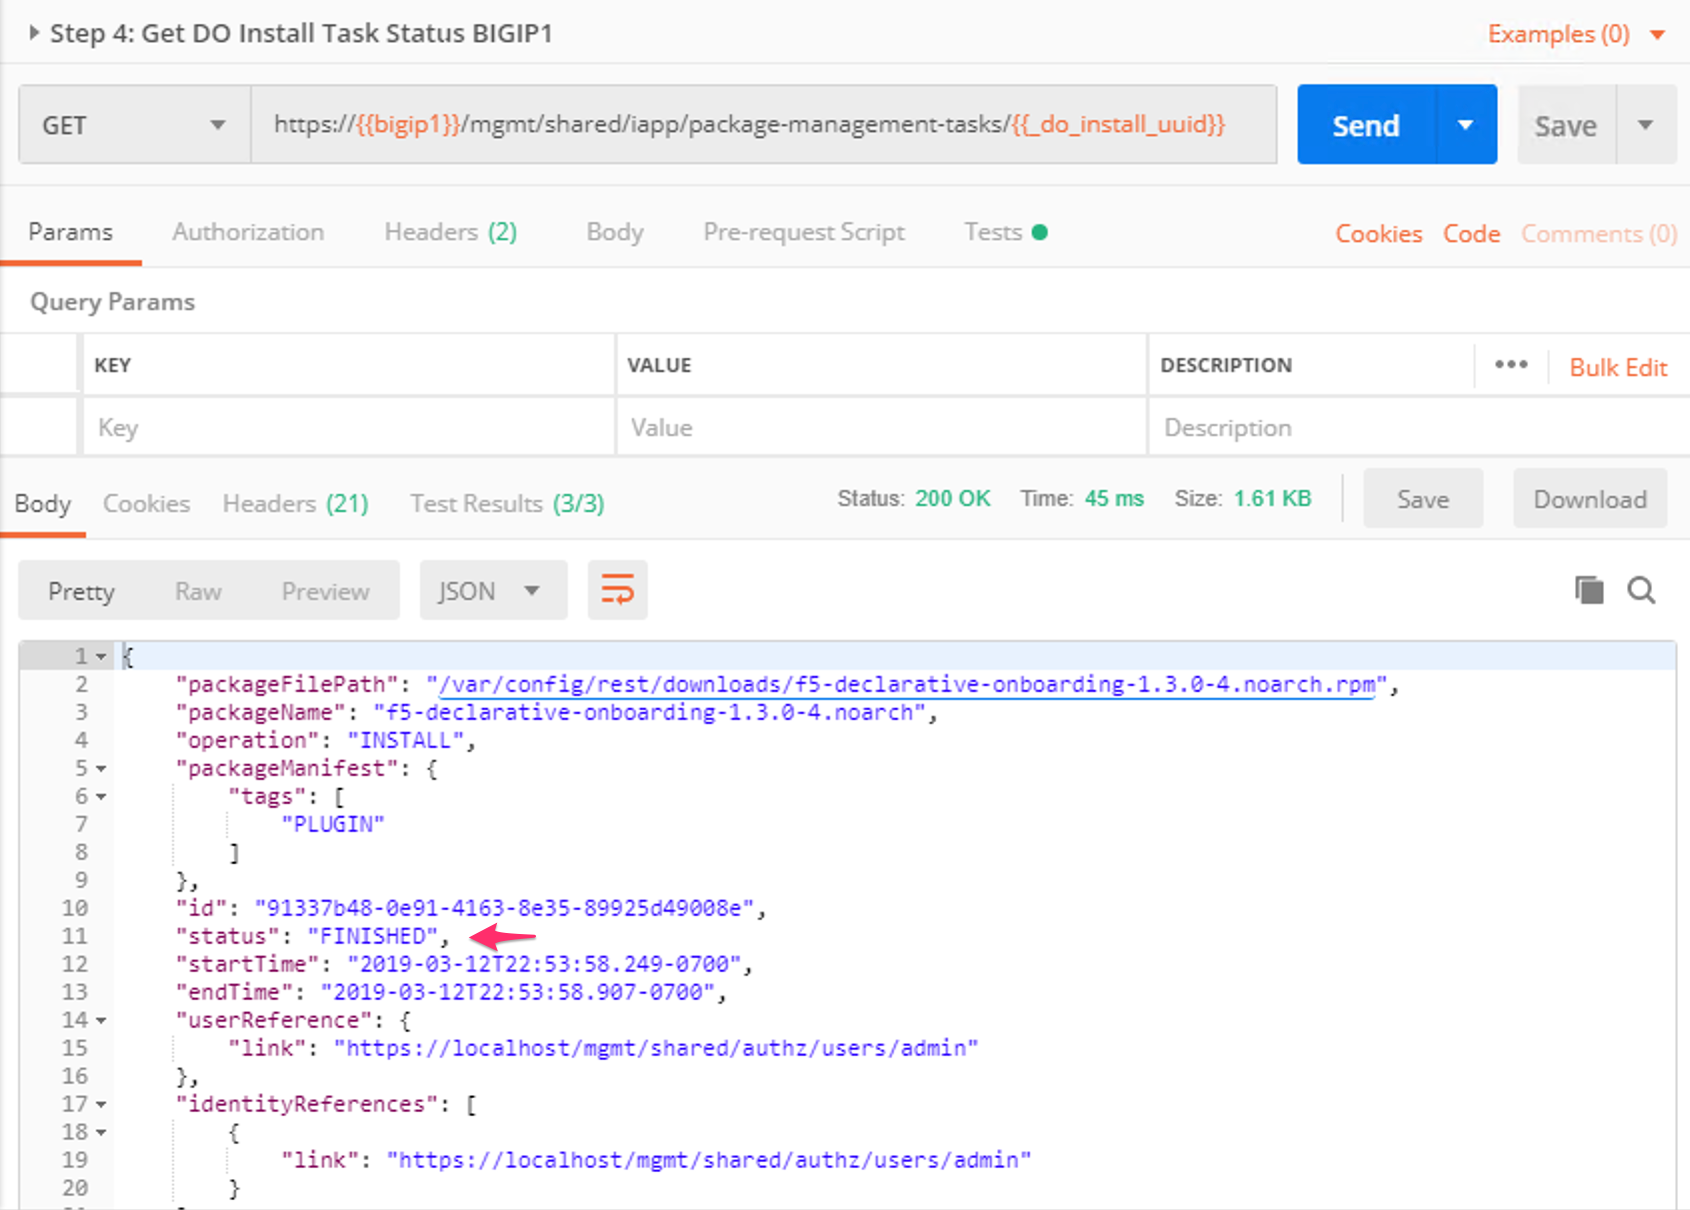 Step 4: Get DO Install Task Status BIGIP1
Examples (0)
GET
https://{{bigip1}}/mgmt/shared/iapp/package-management-tasks/{{_do_install_uuid}}
Send
Save
Params Authorization Headers (2) Body Pre-request Script Tests
Cookies Code Comments (0)
Query Params
KEY VALUE DESCRIPTION ••• Bulk Edit
Key Value Description
Body Cookies Headers (21) Test Results (3/3) Status: 200 OK Time: 45 ms Size: 1.61 KB Save Download
Pretty Raw Preview JSON
1 {
2 "packageFilePath": "/var/config/rest/downloads/f5-declarative-onboarding-1.3.0-4.noarch.rpm",
3 "packageName": "f5-declarative-onboarding-1.3.0-4.noarch",
4 "operation": "INSTALL",
5 "packageManifest": {
6 "tags": [
7 "PLUGIN"
8 ]
9 },
10 "id": "91337b48-0e91-4163-8e35-89925d49008e",
11 "status": "FINISHED",
12 "startTime": "2019-03-12T22:53:58.249-0700",
13 "endTime": "2019-03-12T22:53:58.907-0700",
14 "userReference": {
15 "link": "https://localhost/mgmt/shared/authz/users/admin"
16 },
17 "identityReferences": [
18 {
19 "link": "https://localhost/mgmt/shared/authz/users/admin"
20 }